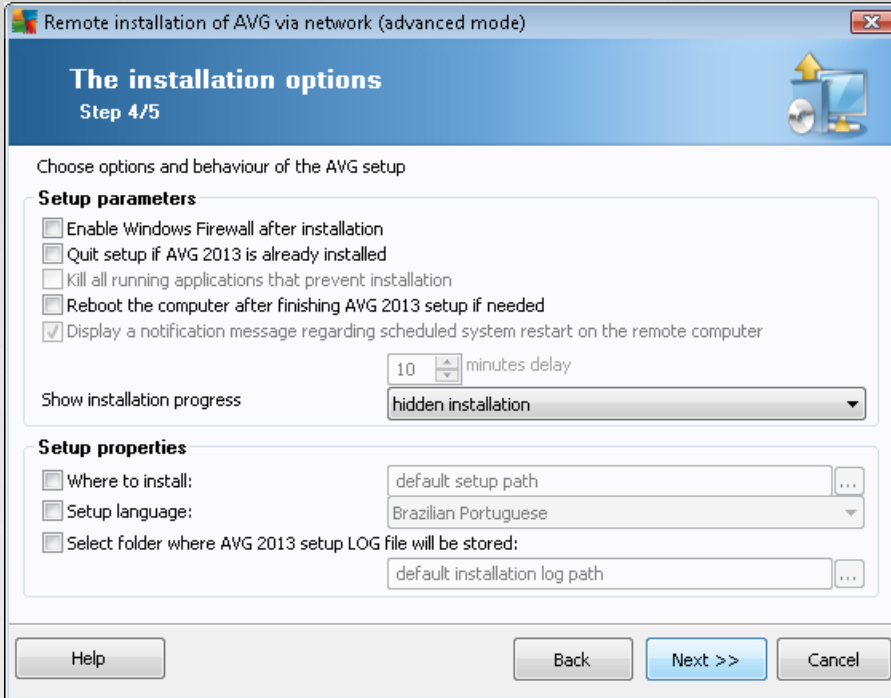 Remote installation of AVG via network (advanced mode)
The installation options
Step 4/5
Choose options and behaviour of the AVG setup
Setup parameters
Enable Windows Firewall after installation
Quit setup if AVG 2013 is already installed
Kill all running applications that prevent installation
Reboot the computer after finishing AVG 2013 setup if needed
Display a notification message regarding scheduled system restart on the remote computer
10 minutes delay
Show installation progress hidden installation
Setup properties
Where to install: default setup path ...
Setup language: Brazilian Portuguese
Select folder where AVG 2013 setup LOG file will be stored:
default installation log path ...
Help Back Next >> Cancel